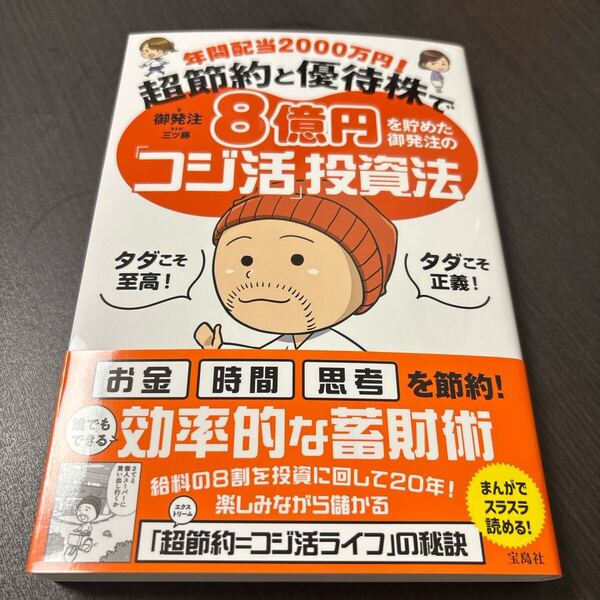 年間配当2000万円！
超節約と優待株で
著 御発注
まんが 三ツ藤
8億円を貯めた
御発注の
「コジ活」投資法
タダこそ
至高！
タダこそ
正義！
お金 時間 思考 を節約！
誰でも
できる
効率的な蓄財術
さてと
個人スーパーに
買い出し行くか
給料の8割を投資に回して20年！
楽しみながら儲かる
エクス
トリーム
「超節約=コジ活ライフ」の秘訣
まんがで
スラスラ
読める！
宝島社